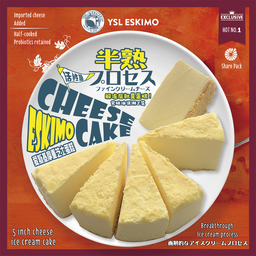 Imported cheese
Added
Half-cooked
Probiotics retained
YSL ESKIMO
EXCLUSIVE
HOT NO.1
Share Pack
半熟
プロセス
ファインクリームチーズ
CHEESE
ESKIMO CAKE
5 inch cheese
ice cream cake
Breakthrough
Ice cream process
画期的なアイスクリームプロセス